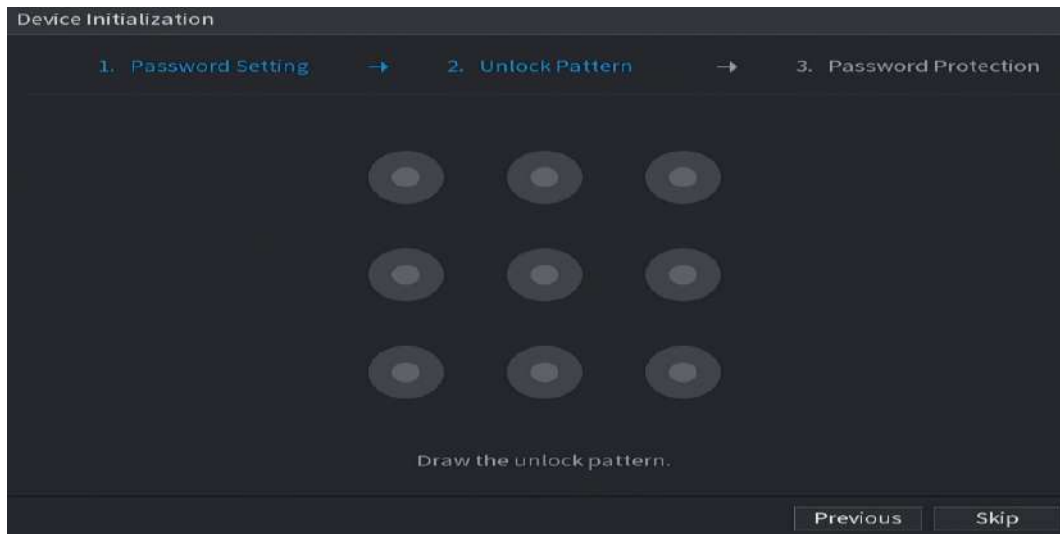 Device Initialization
1. Password Setting → 2. Unlock Pattern → 3. Password Protection
Draw the unlock pattern.
Previous Skip